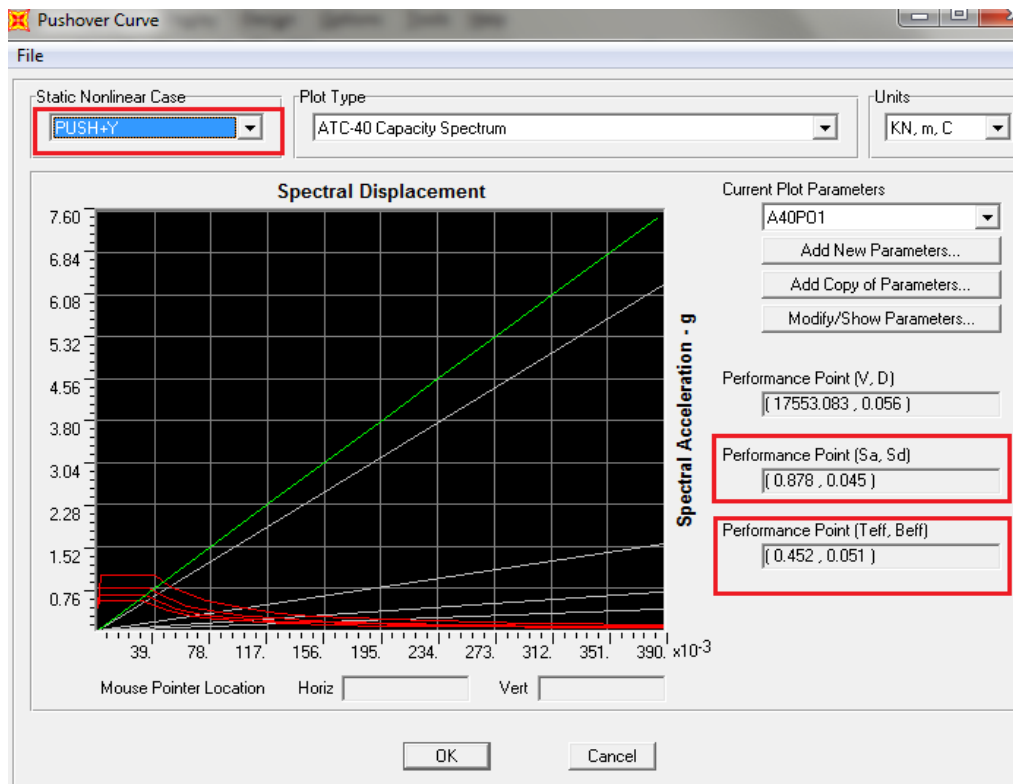 Pushover Curve
File
Static Nonlinear Case
PUSH+Y
Plot Type
ATC-40 Capacity Spectrum
Units
KN, m, C
Spectral Displacement
7.60
6.84
6.08
5.32
4.56
3.80
3.04
2.28
1.52
0.76
39. 78. 117. 156. 195. 234. 273. 312. 351. 390. x10-3
Spectral Acceleration - g
Mouse Pointer Location Horiz Vert
Current Plot Parameters
A40PO1
Add New Parameters...
Add Copy of Parameters...
Modify/Show Parameters...
Performance Point (V, D)
( 17553.083 , 0.056 )
Performance Point (Sa, Sd)
( 0.878 , 0.045 )
Performance Point (Teff, Beff)
( 0.452 , 0.051 )
OK Cancel